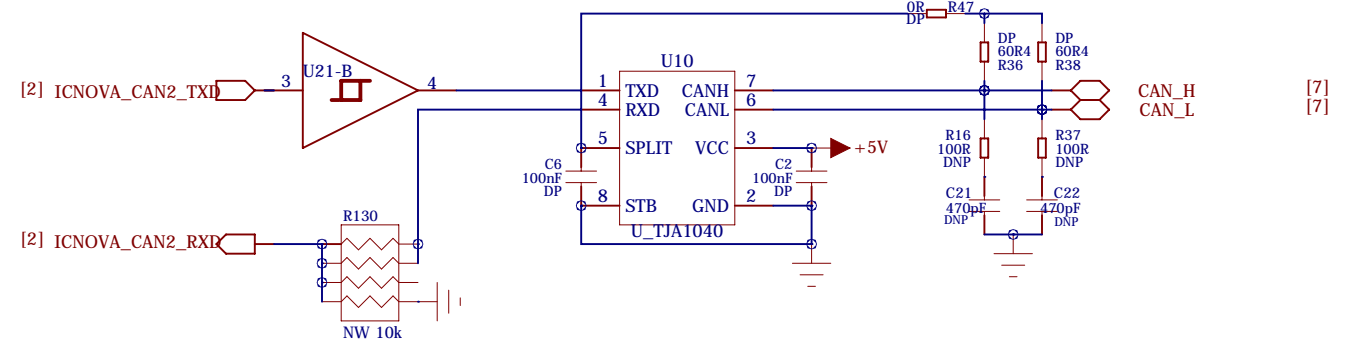 0R R47
DP
DP
60R4
R36
DP
60R4
R38
U10
U21-B
[2] ICNOVA_CAN2_TXD
3
4
1 TXD CANH 7
4 RXD CANL 6
5 SPLIT VCC 3
8 STB GND 2
U_TJA1040
CAN_H [7]
CAN_L [7]
+5V
C6
100nF
DP
C2
100nF
DP
R16
100R
DNP
R37
100R
DNP
C21
470pF
DNP
C22
470pF
DNP
R130
[2] ICNOVA_CAN2_RXD
NW 10k